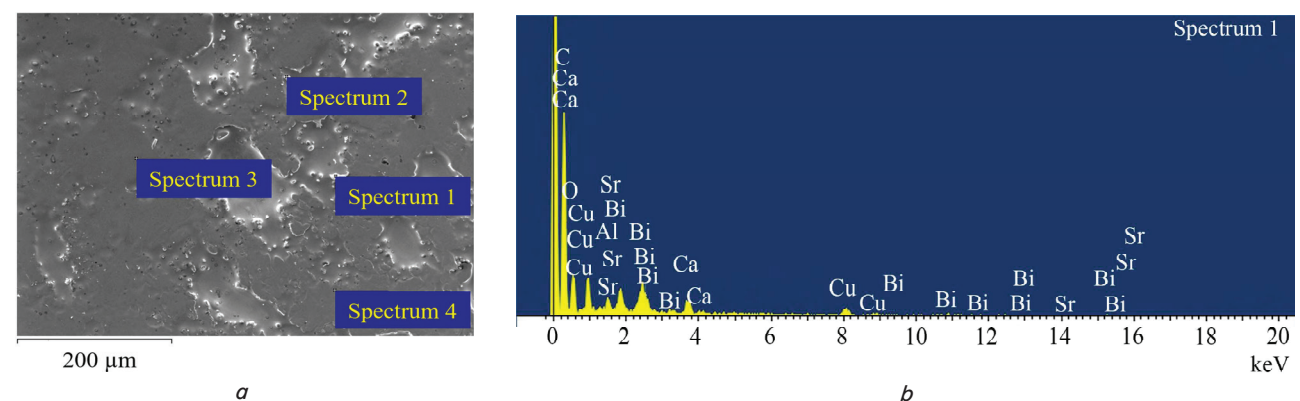 Spectrum 2
Spectrum 3
Spectrum 1
Spectrum 4
200 µm
a
Spectrum 1
C
Ca
Ca
O
Sr
Cu
Bi
Cu
Al
Bi
Cu
Sr
Bi
Sr
Bi
Ca
Bi
Ca
Cu
Cu
Bi
Bi
Bi
Bi
Bi
Sr
Bi
Bi
Sr
Sr
0 2 4 6 8 10 12 14 16 18 20
keV
b